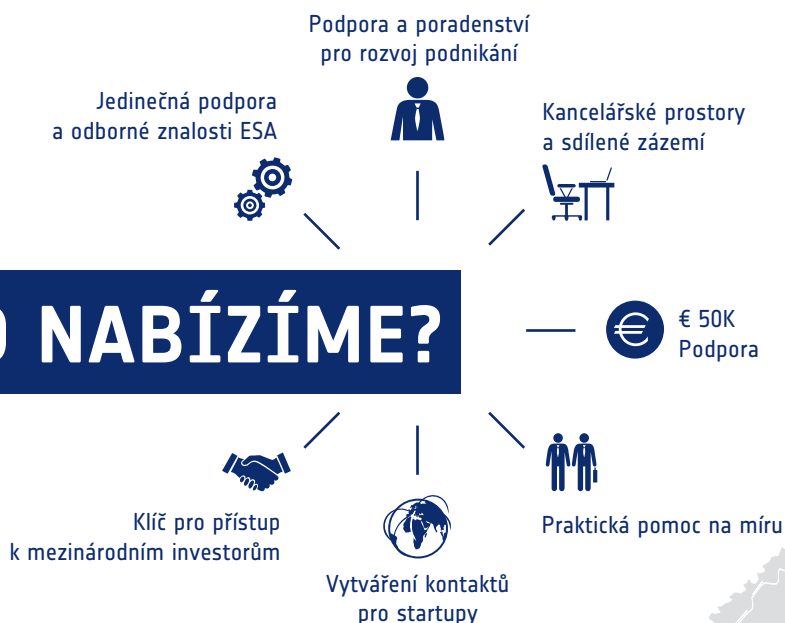 Podpora a poradenství
pro rozvoj podnikání
Jedinečná podpora
a odborné znalosti ESA
Kancelářské prostory
a sdílené zázemí
NABÍZÍME?
€ 50K
Podpora
Klíč pro přístup
k mezinárodním investorům
Praktická pomoc na míru
Vytváření kontaktů
pro startupy